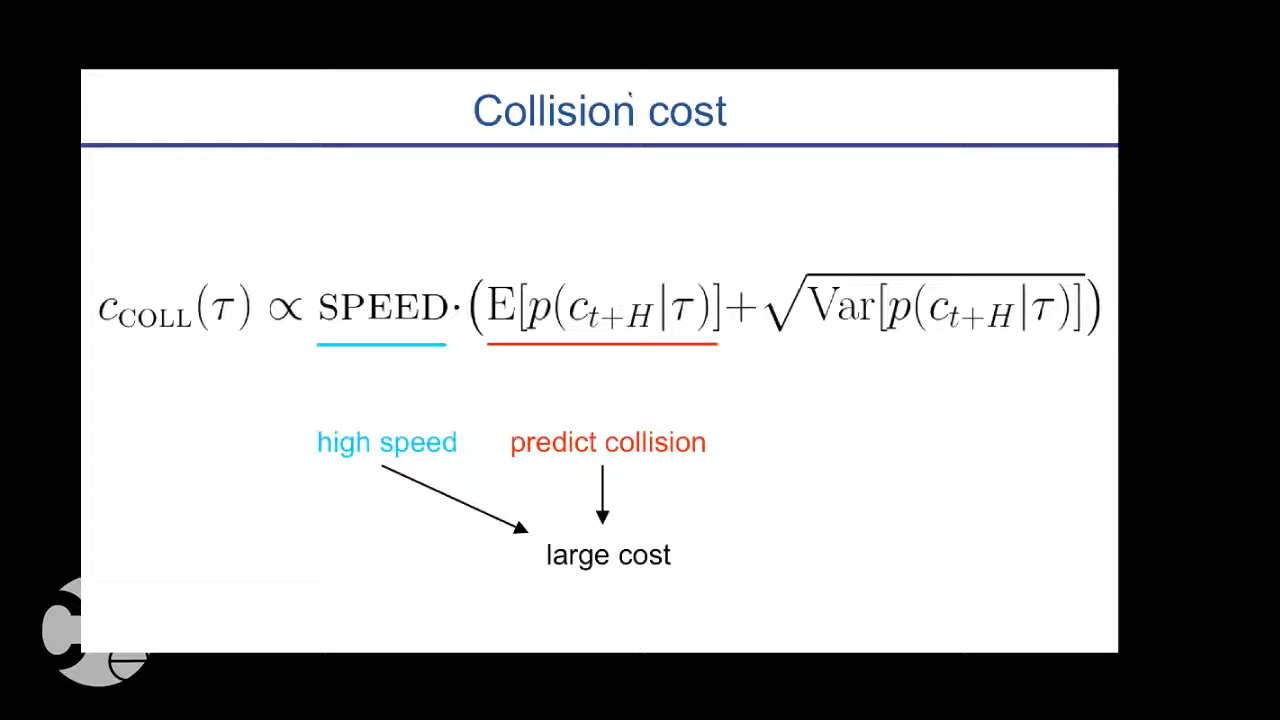 Collision cost
c_COLL(τ) ∝ SPEED·(E[p(c_{t+H}|τ)]+√Var[p(c_{t+H}|τ)])
high speed predict collision
large cost